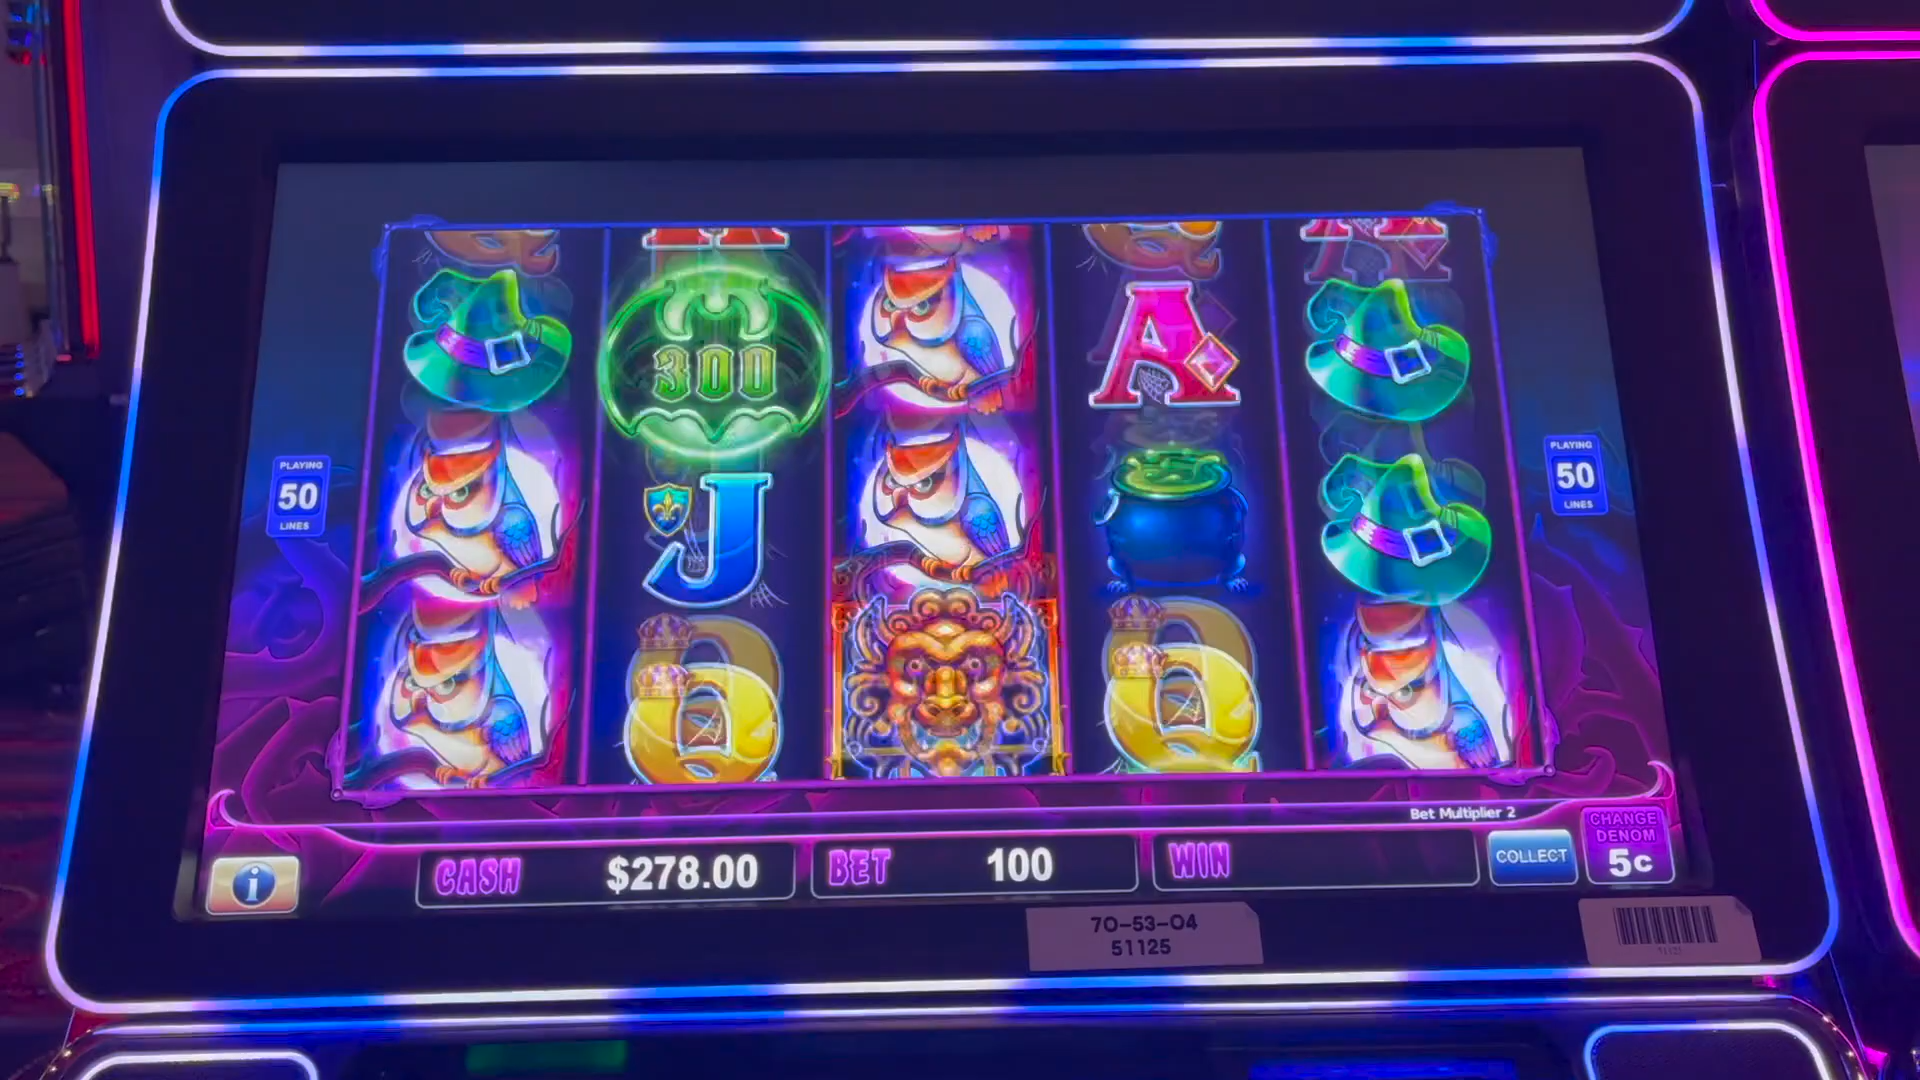 300
A
J
Q
Q
PLAYING
50
LINES
PLAYING
50
LINES
Bet Multiplier 2
CASH $278.00
BET 100
WIN
COLLECT
CHANGE
DENOM
5¢
i
70-53-04
51125